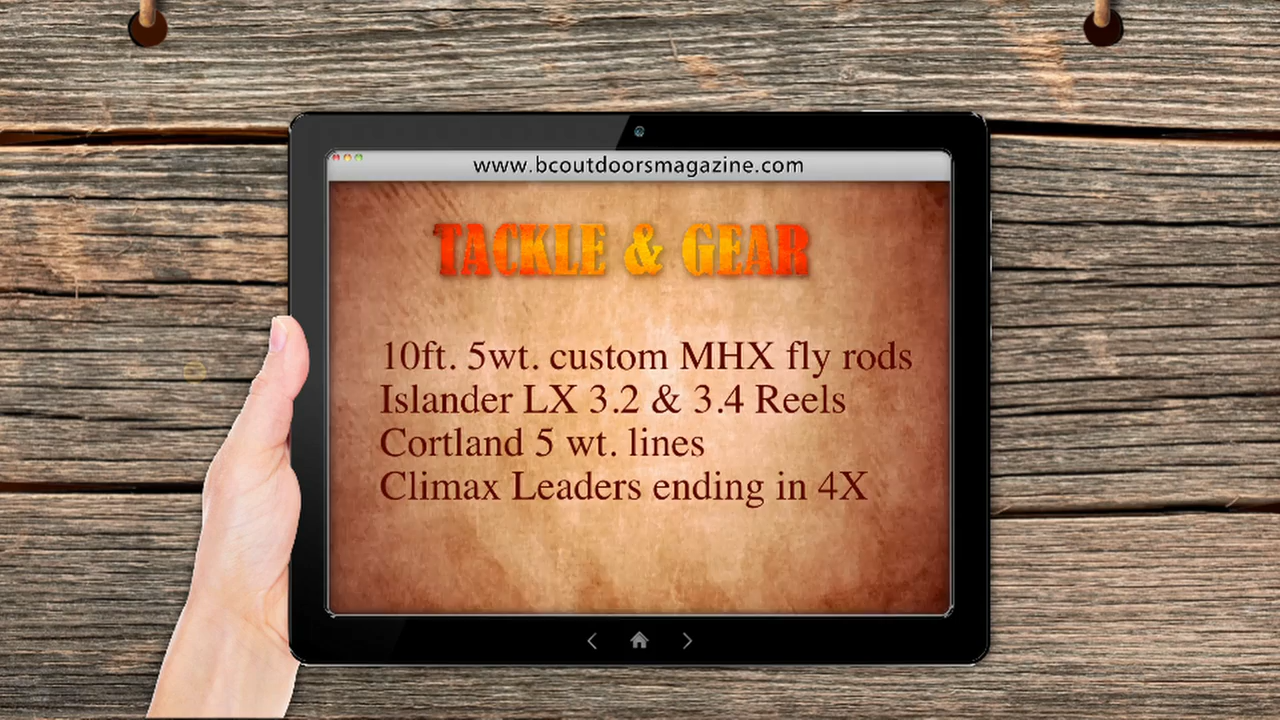 www.bcoutdoorsmagazine.com
TACKLE & GEAR
10ft. 5wt. custom MHX fly rods
Islander LX 3.2 & 3.4 Reels
Cortland 5 wt. lines
Climax Leaders ending in 4X